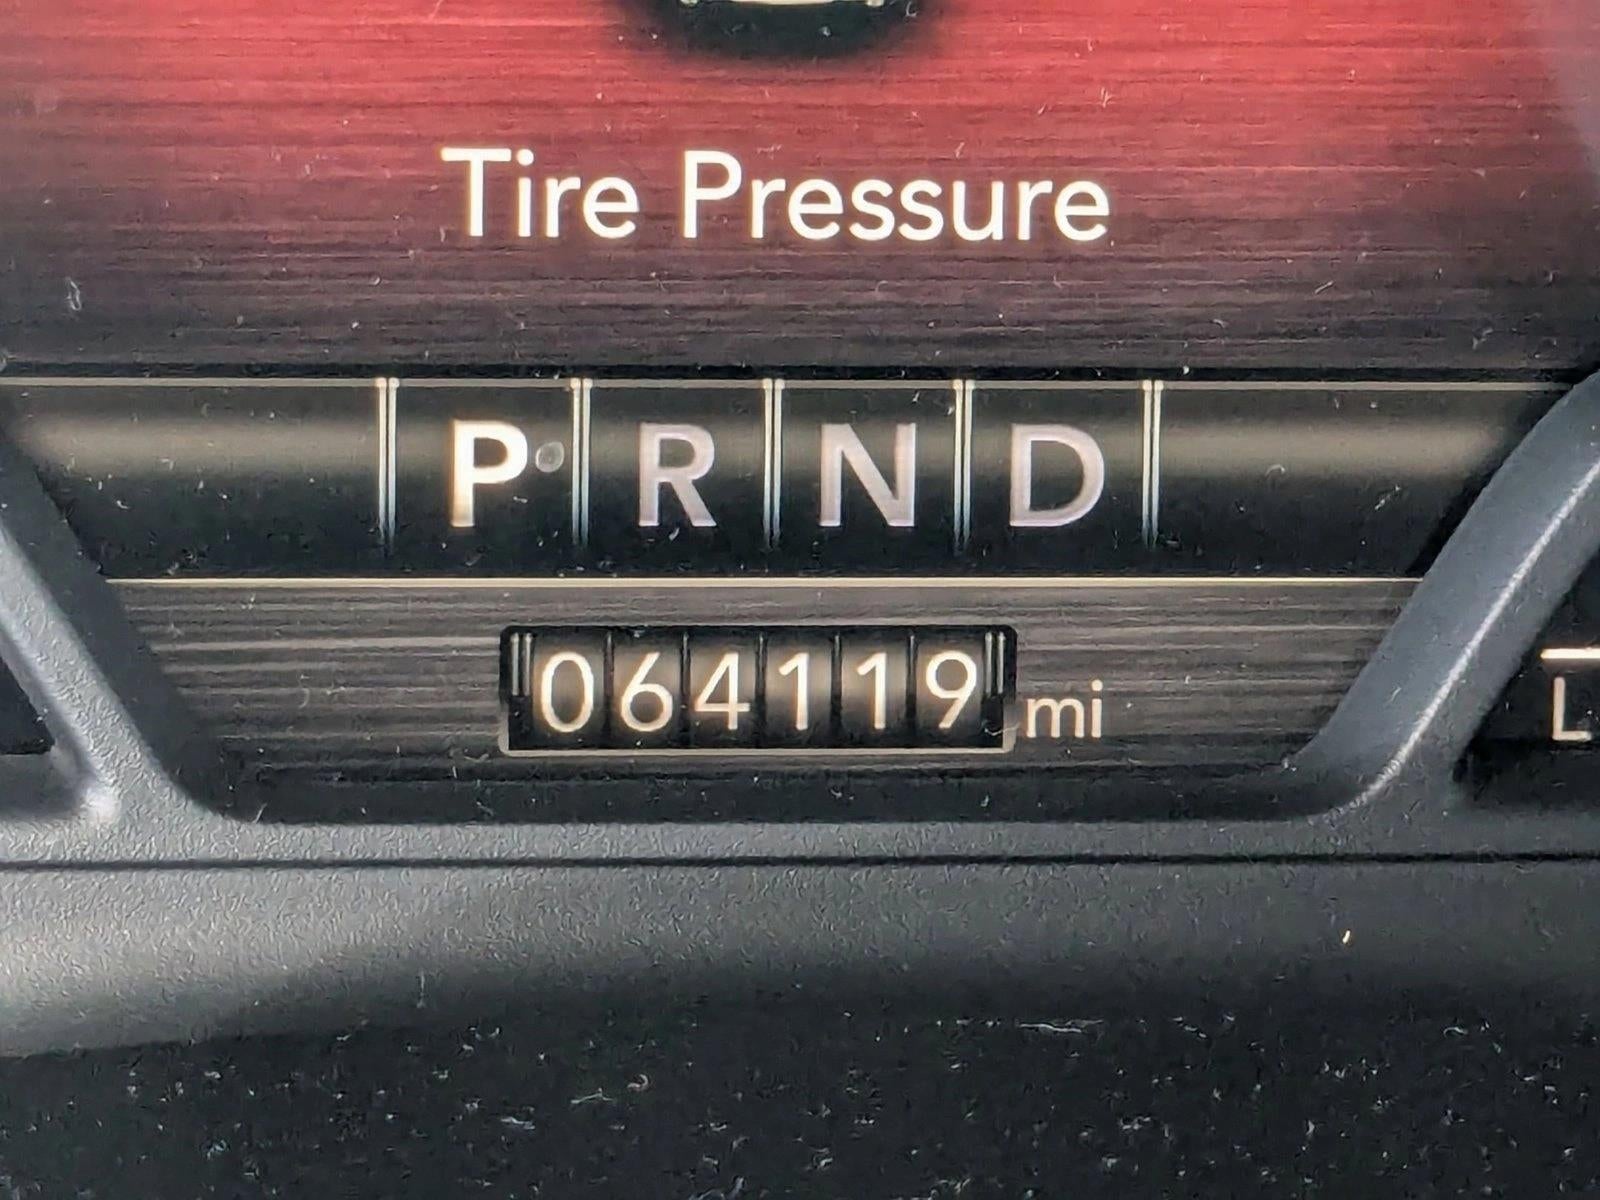 Tire Pressure
P R N D
064119 mi
L